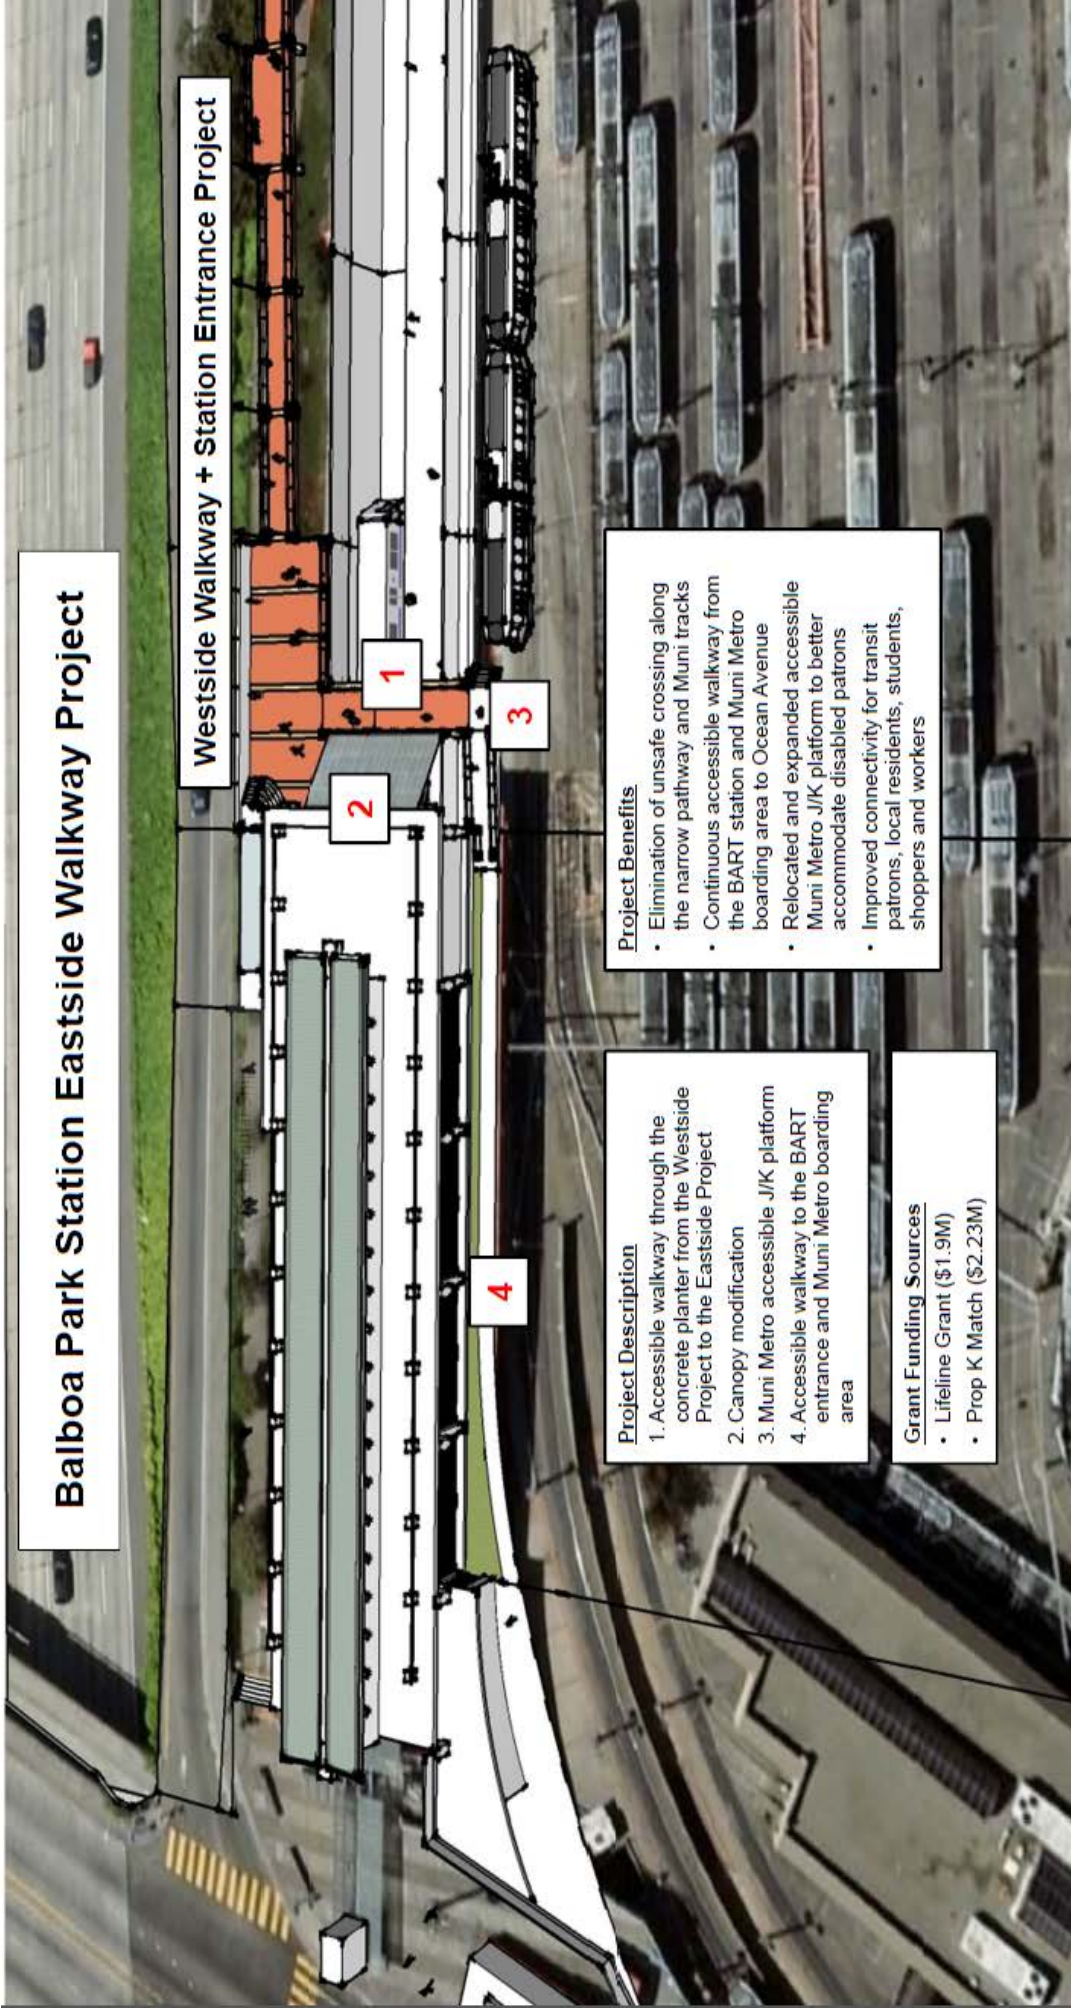 Balboa Park Station Eastside Walkway Project
Westside Walkway + Station Entrance Project
1
2
3
4
Project Description
1. Accessible walkway through the
concrete planter from the Westside
Project to the Eastside Project
2. Canopy modification
3. Muni Metro accessible J/K platform
4. Accessible walkway to the BART
entrance and Muni Metro boarding
area
Grant Funding Sources
• Lifeline Grant ($1.9M)
• Prop K Match ($2.23M)
Project Benefits
• Elimination of unsafe crossing along
the narrow pathway and Muni tracks
• Continuous accessible walkway from
the BART station and Muni Metro
boarding area to Ocean Avenue
• Relocated and expanded accessible
Muni Metro J/K platform to better
accommodate disabled patrons
• Improved connectivity for transit
patrons, local residents, students,
shoppers and workers